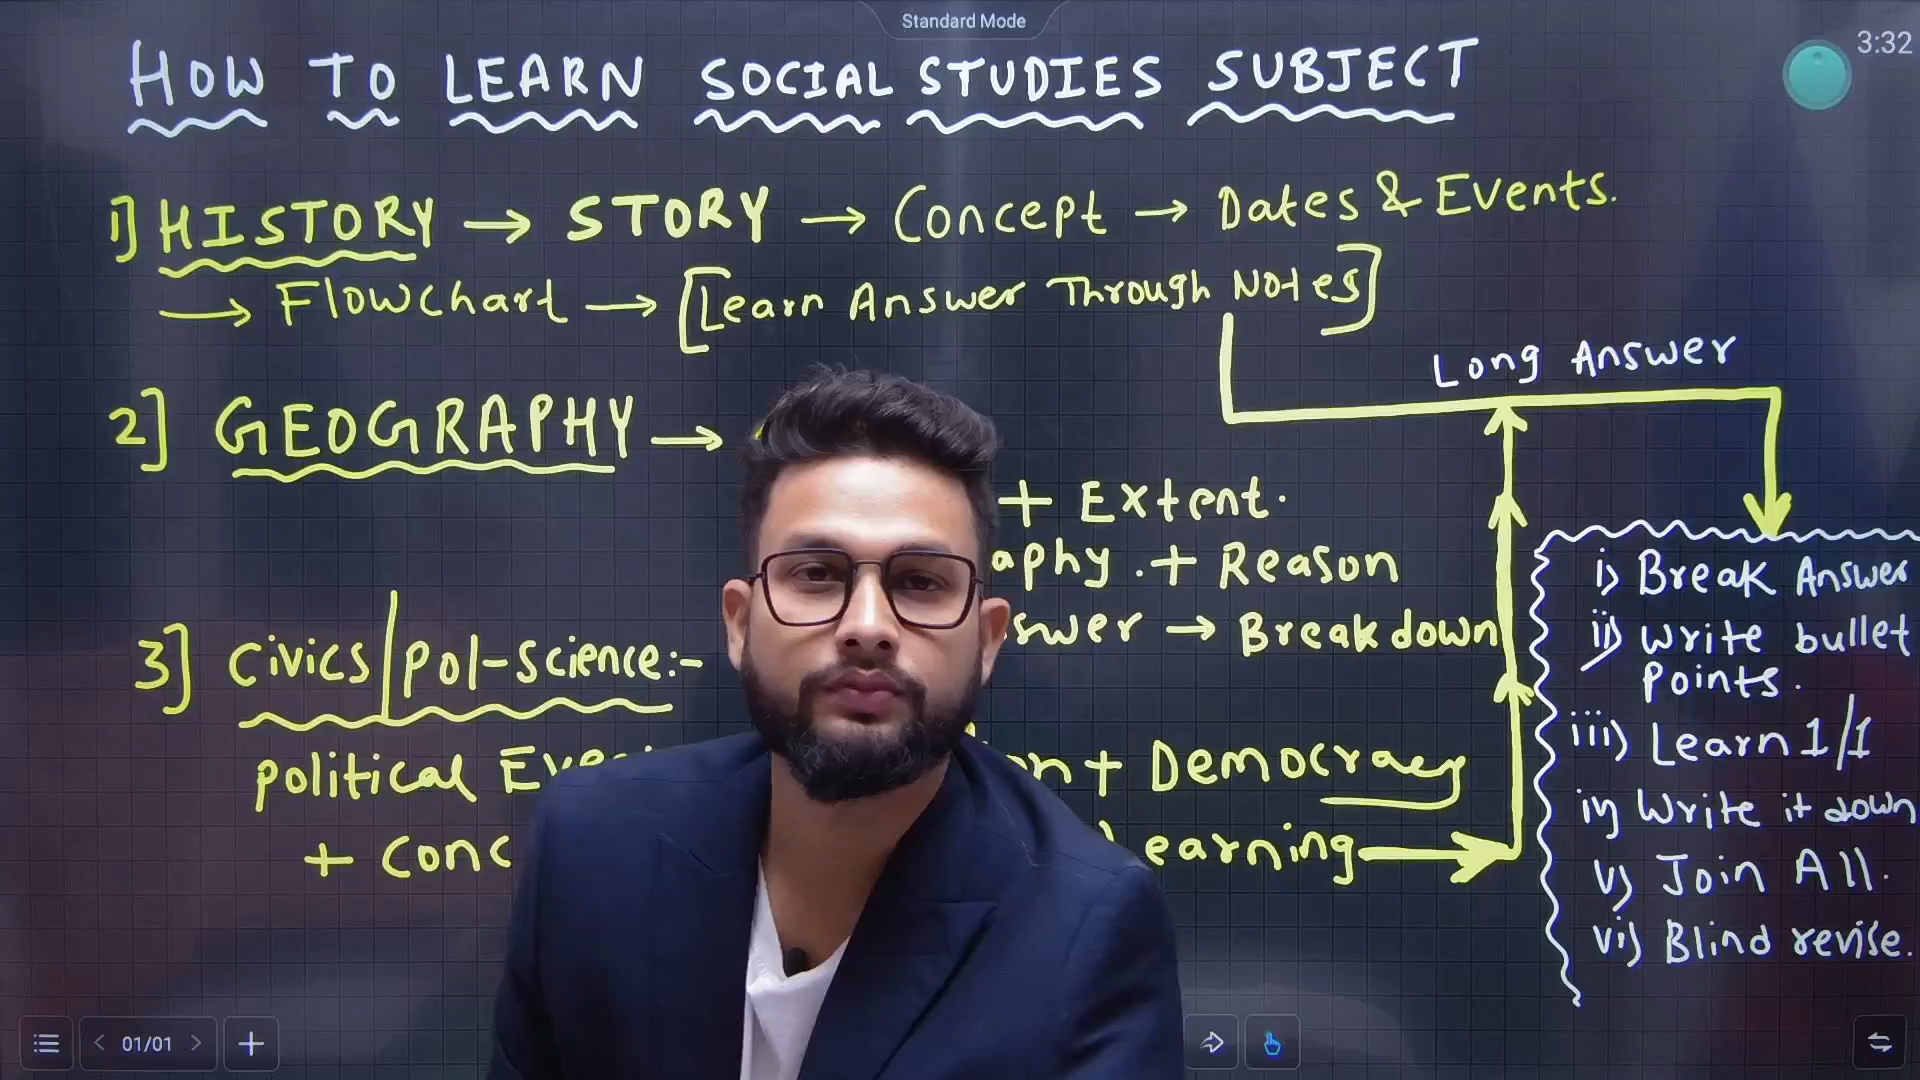 Standard Mode
3:32
HOW TO LEARN SOCIAL STUDIES SUBJECT
1] HISTORY → STORY → Concept → Dates & Events.
→ Flowchart → [Learn Answer Through Notes]
Long Answer
2] GEOGRAPHY →
+ Extent.
aphy . + Reason
swer → Breakdown
3] Civics/pol-science:-
political Eve
on + Democracy
+ Conc
earning →
i) Break Answer
ii) Write bullet
Points.
iii) Learn 1/1
iv) Write it down
v) Join All.
vi) Blind revise.
01/01